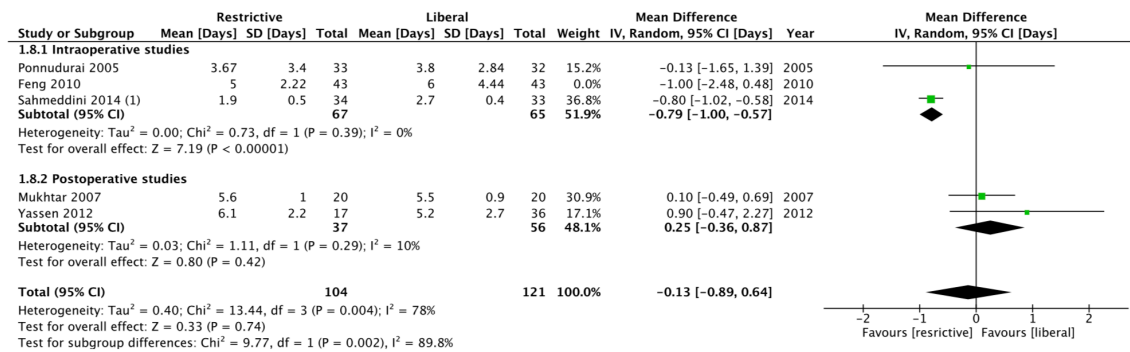 Restrictive Liberal Mean Difference Mean Difference
Study or Subgroup Mean [Days] SD [Days] Total Mean [Days] SD [Days] Total Weight IV, Random, 95% CI [Days] Year IV, Random, 95% CI [Days]
1.8.1 Intraoperative studies
Ponnudurai 2005 3.67 3.4 33 3.8 2.84 32 15.2% -0.13 [-1.65, 1.39] 2005
Feng 2010 5 2.22 43 6 4.44 43 0.0% -1.00 [-2.48, 0.48] 2010
Sahmeddini 2014 (1) 1.9 0.5 34 2.7 0.4 33 36.8% -0.80 [-1.02, -0.58] 2014
Subtotal (95% CI) 67 65 51.9% -0.79 [-1.00, -0.57]
Heterogeneity: Tau² = 0.00; Chi² = 0.73, df = 1 (P = 0.39); I² = 0%
Test for overall effect: Z = 7.19 (P < 0.00001)
1.8.2 Postoperative studies
Mukhtar 2007 5.6 1 20 5.5 0.9 20 30.9% 0.10 [-0.49, 0.69] 2007
Yassen 2012 6.1 2.2 17 5.2 2.7 36 17.1% 0.90 [-0.47, 2.27] 2012
Subtotal (95% CI) 37 56 48.1% 0.25 [-0.36, 0.87]
Heterogeneity: Tau² = 0.03; Chi² = 1.11, df = 1 (P = 0.29); I² = 10%
Test for overall effect: Z = 0.80 (P = 0.42)
Total (95% CI) 104 121 100.0% -0.13 [-0.89, 0.64]
Heterogeneity: Tau² = 0.40; Chi² = 13.44, df = 3 (P = 0.004); I² = 78%
Test for overall effect: Z = 0.33 (P = 0.74)
Test for subgroup differences: Chi² = 9.77, df = 1 (P = 0.002), I² = 89.8%
-2 -1 0 1 2
Favours [resrictive] Favours [liberal]